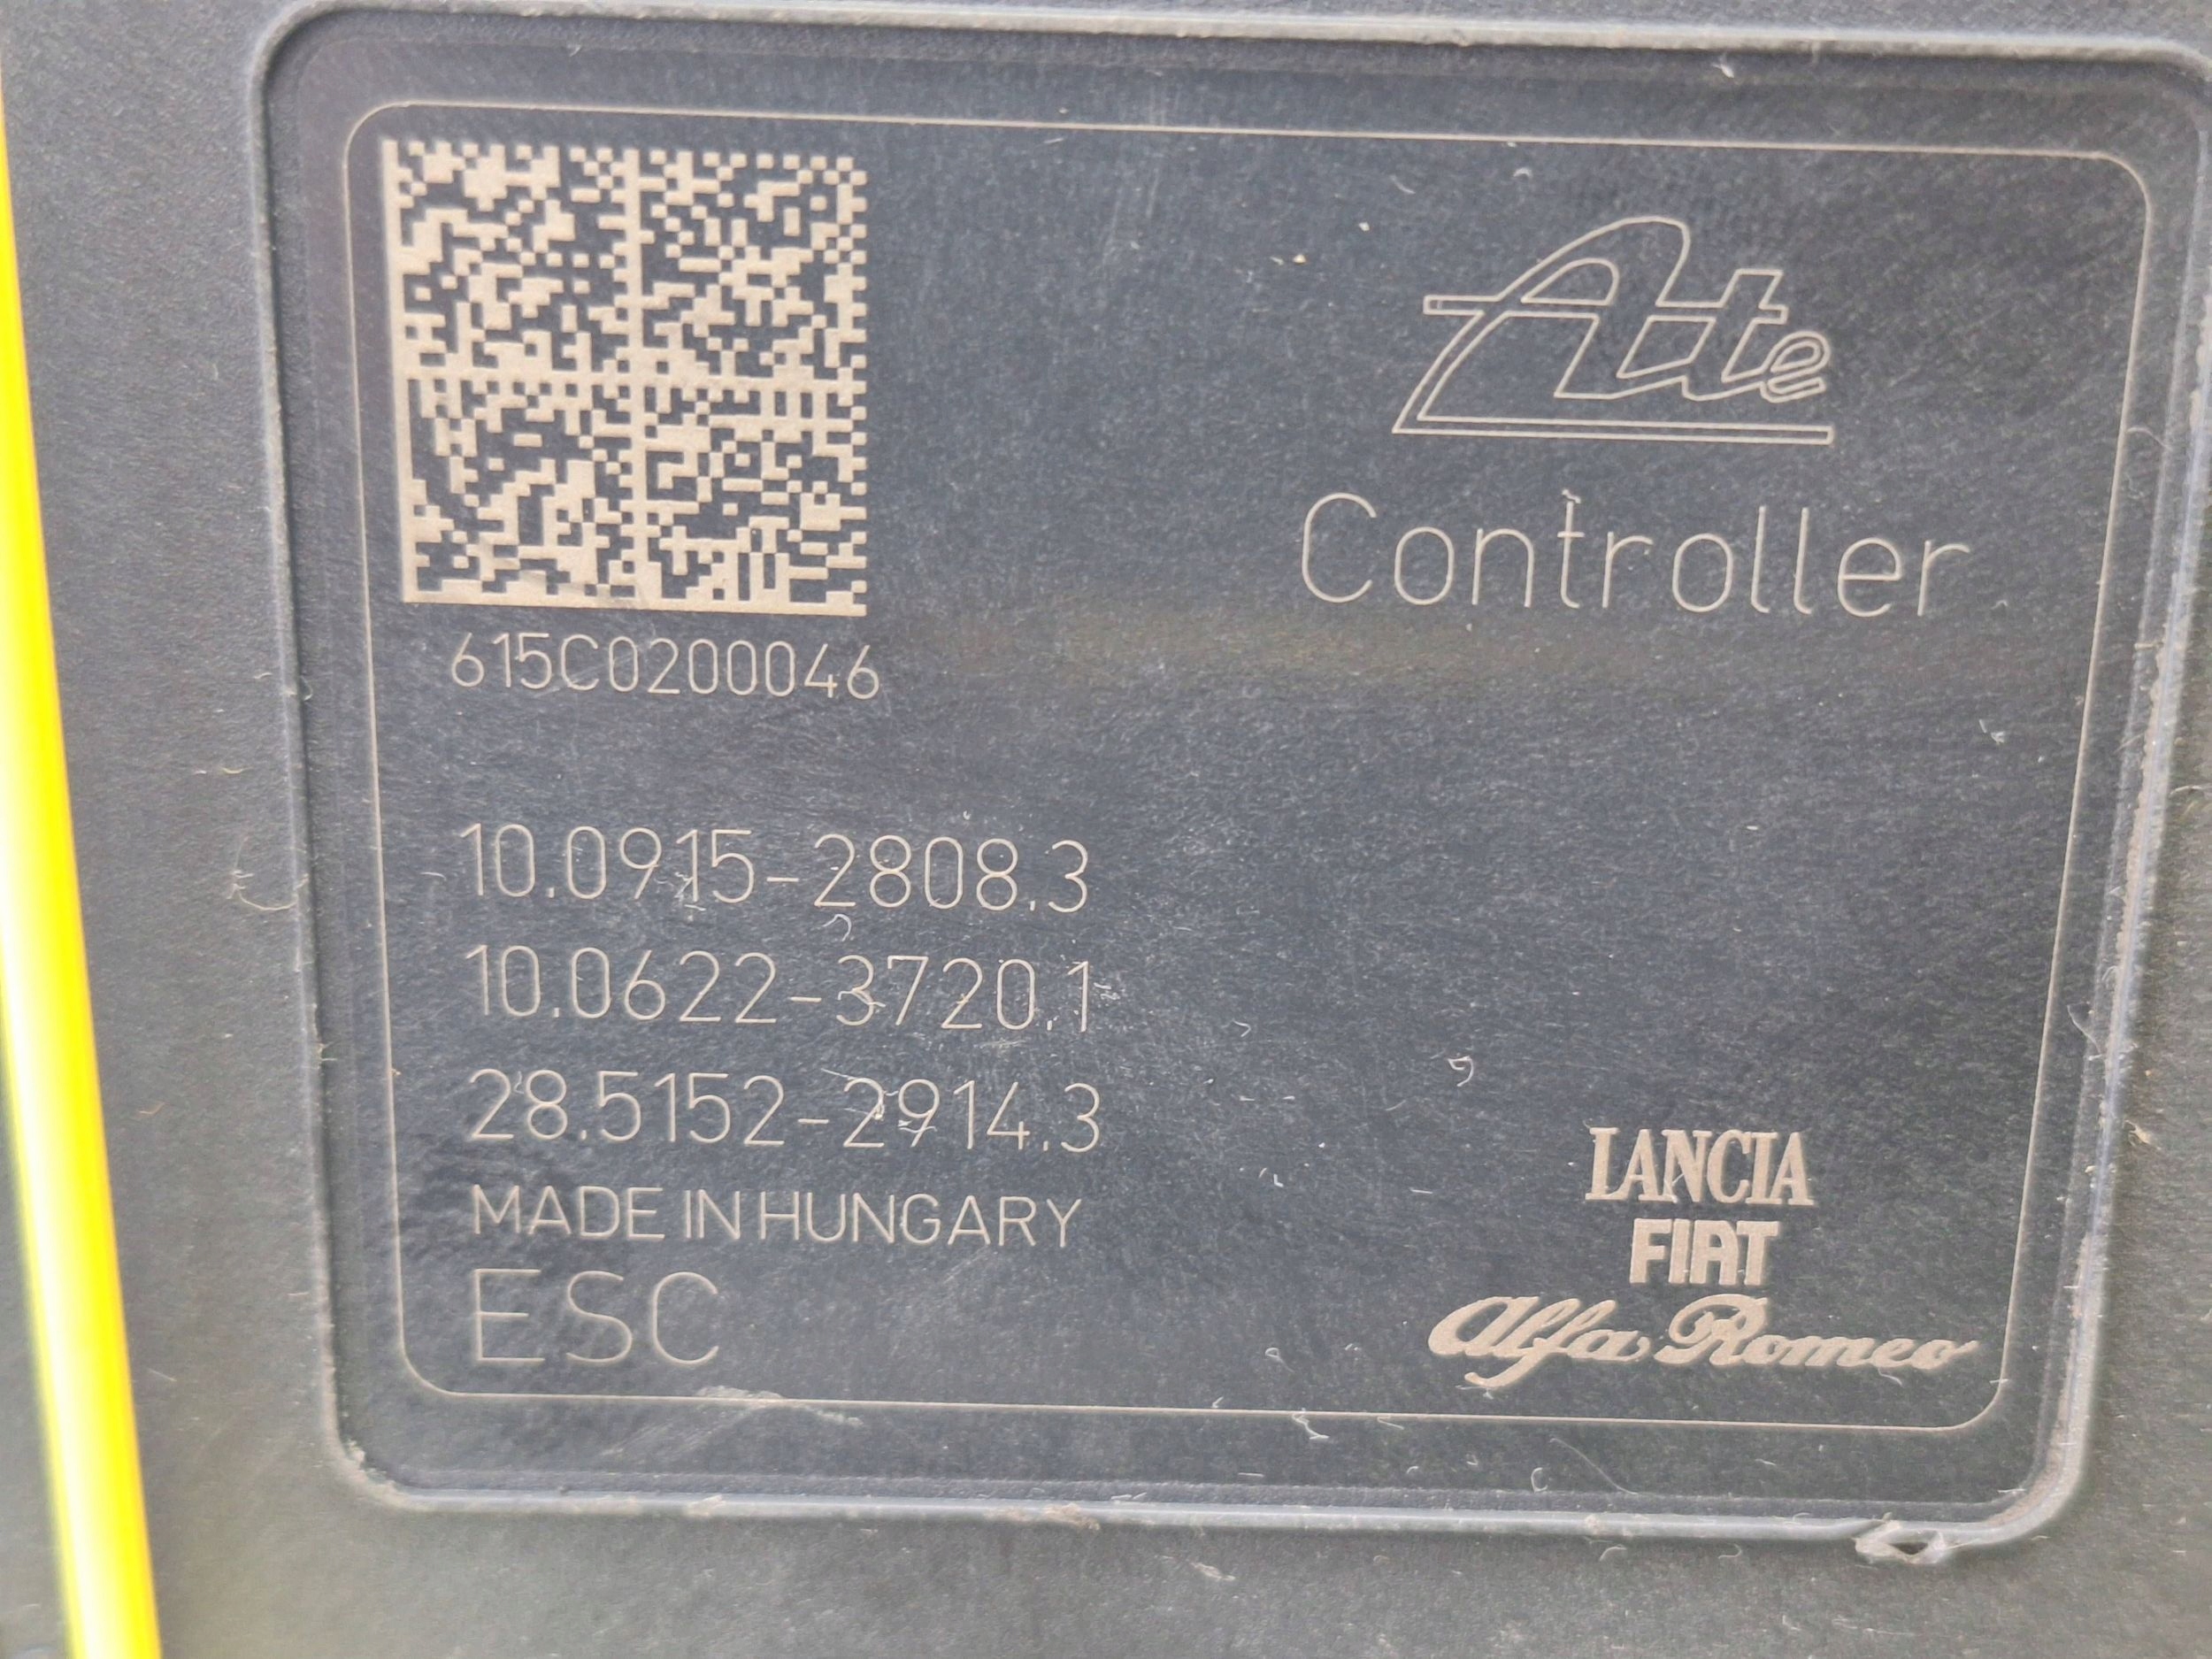 Ate
Controller
615C0200046
10.0915-2808.3
10.0622-3720.1
28.5152-2914.3
MADE IN HUNGARY
ESC
LANCIA
FIAT
Alfa Romeo